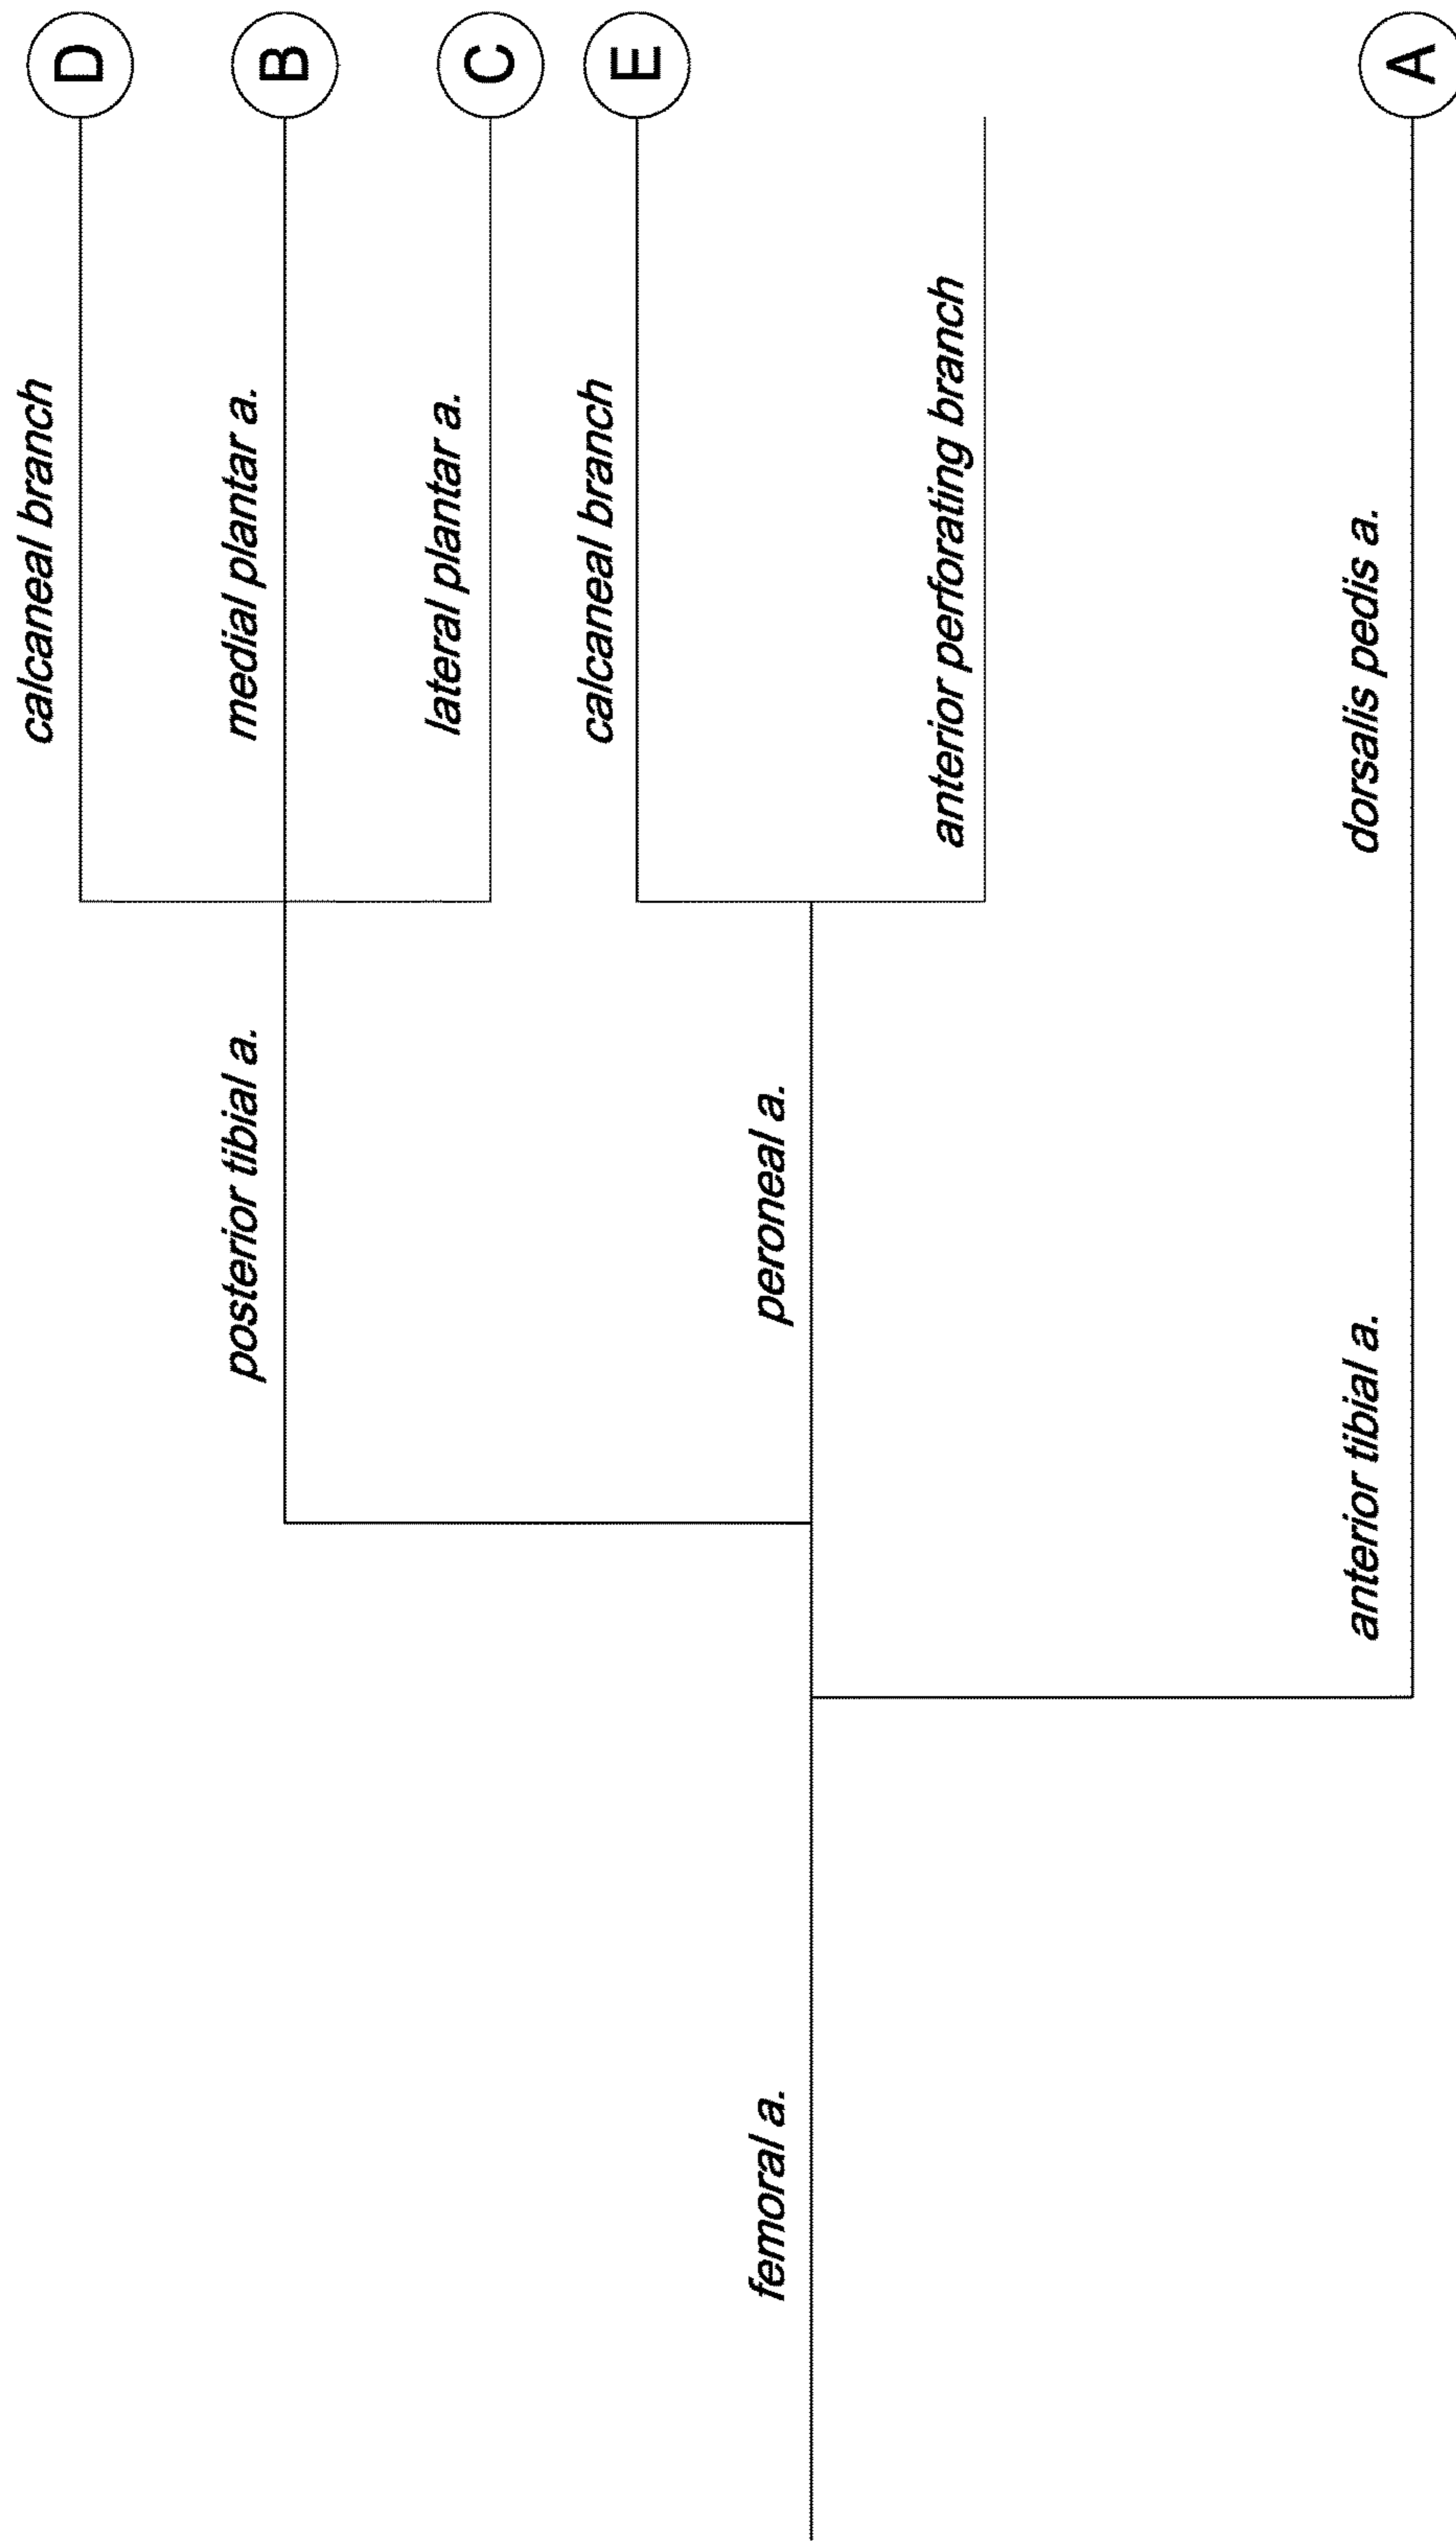 D
B
C
E
A
calcaneal branch
medial plantar a.
lateral plantar a.
calcaneal branch
anterior perforating branch
dorsalis pedis a.
posterior tibial a.
peroneal a.
anterior tibial a.
femoral a.